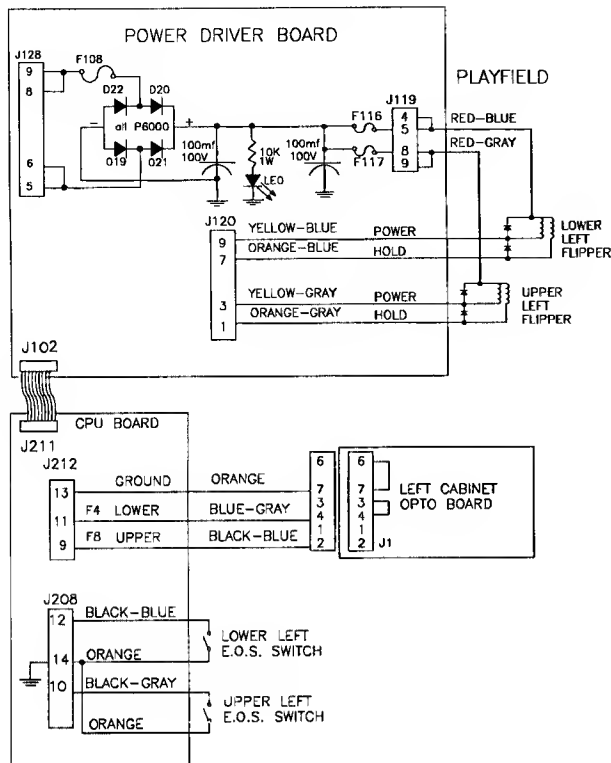 POWER DRIVER BOARD
J128
F108
9
8
6
5
D22
D20
all
P6000
D19
D21
-
+
100mf
100V
10K
1W
LED
100mf
100V
F116
F117
J119
4
5
8
9
PLAYFIELD
RED-BLUE
RED-GRAY
J120
9
7
3
1
YELLOW-BLUE
POWER
ORANGE-BLUE
HOLD
LOWER
LEFT
FLIPPER
YELLOW-GRAY
POWER
ORANGE-GRAY
HOLD
UPPER
LEFT
FLIPPER
J102
J211
CPU BOARD
J212
13
GROUND
ORANGE
11
F4 LOWER
BLUE-GRAY
9
F8 UPPER
BLACK-BLUE
6
7
3
4
1
2
6
7
3
4
1
2
J1
LEFT CABINET
OPTO BOARD
J208
12
BLACK-BLUE
14
ORANGE
LOWER LEFT
E.O.S. SWITCH
10
BLACK-GRAY
ORANGE
UPPER LEFT
E.O.S. SWITCH